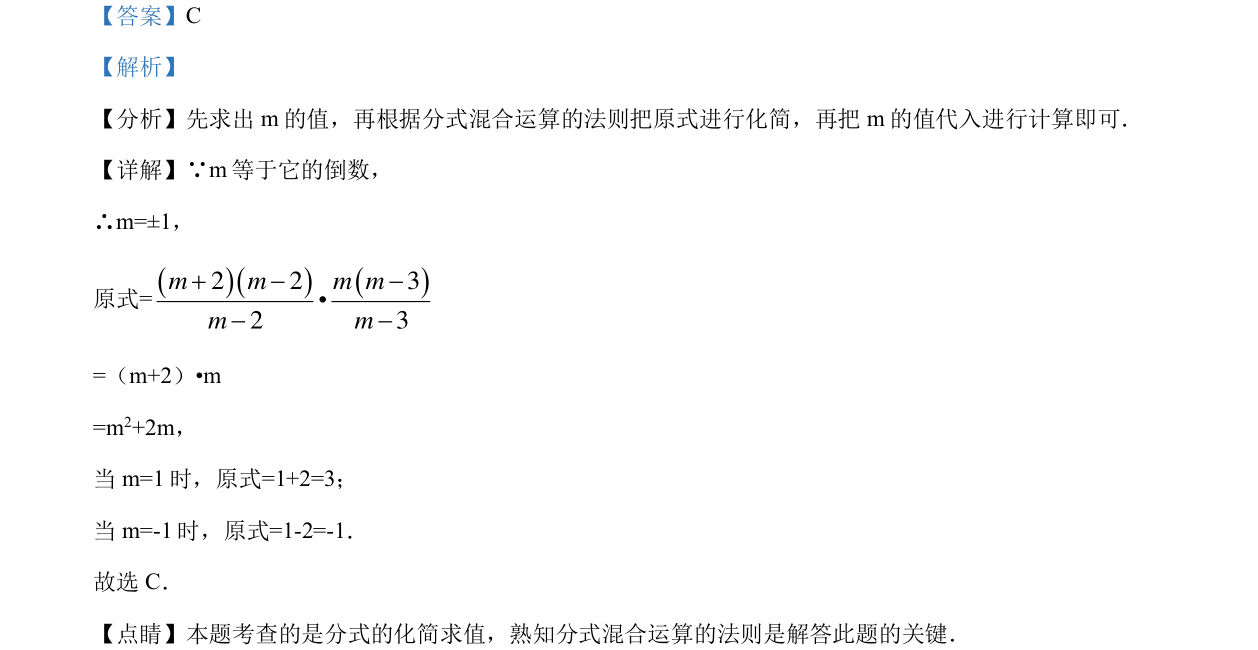 【答案】C
【解析】
【分析】先求出 m 的值，再根据分式混合运算的法则把原式进行化简，再把 m 的值代入进行计算即可．
【详解】∵m 等于它的倒数，
∴m=±1，
原式=\frac{(m+2)(m-2)}{m-2}•\frac{m(m-3)}{m-3}
=（m+2）•m
=m²+2m，
当 m=1 时，原式=1+2=3；
当 m=-1 时，原式=1-2=-1．
故选 C．
【点睛】本题考查的是分式的化简求值，熟知分式混合运算的法则是解答此题的关键．